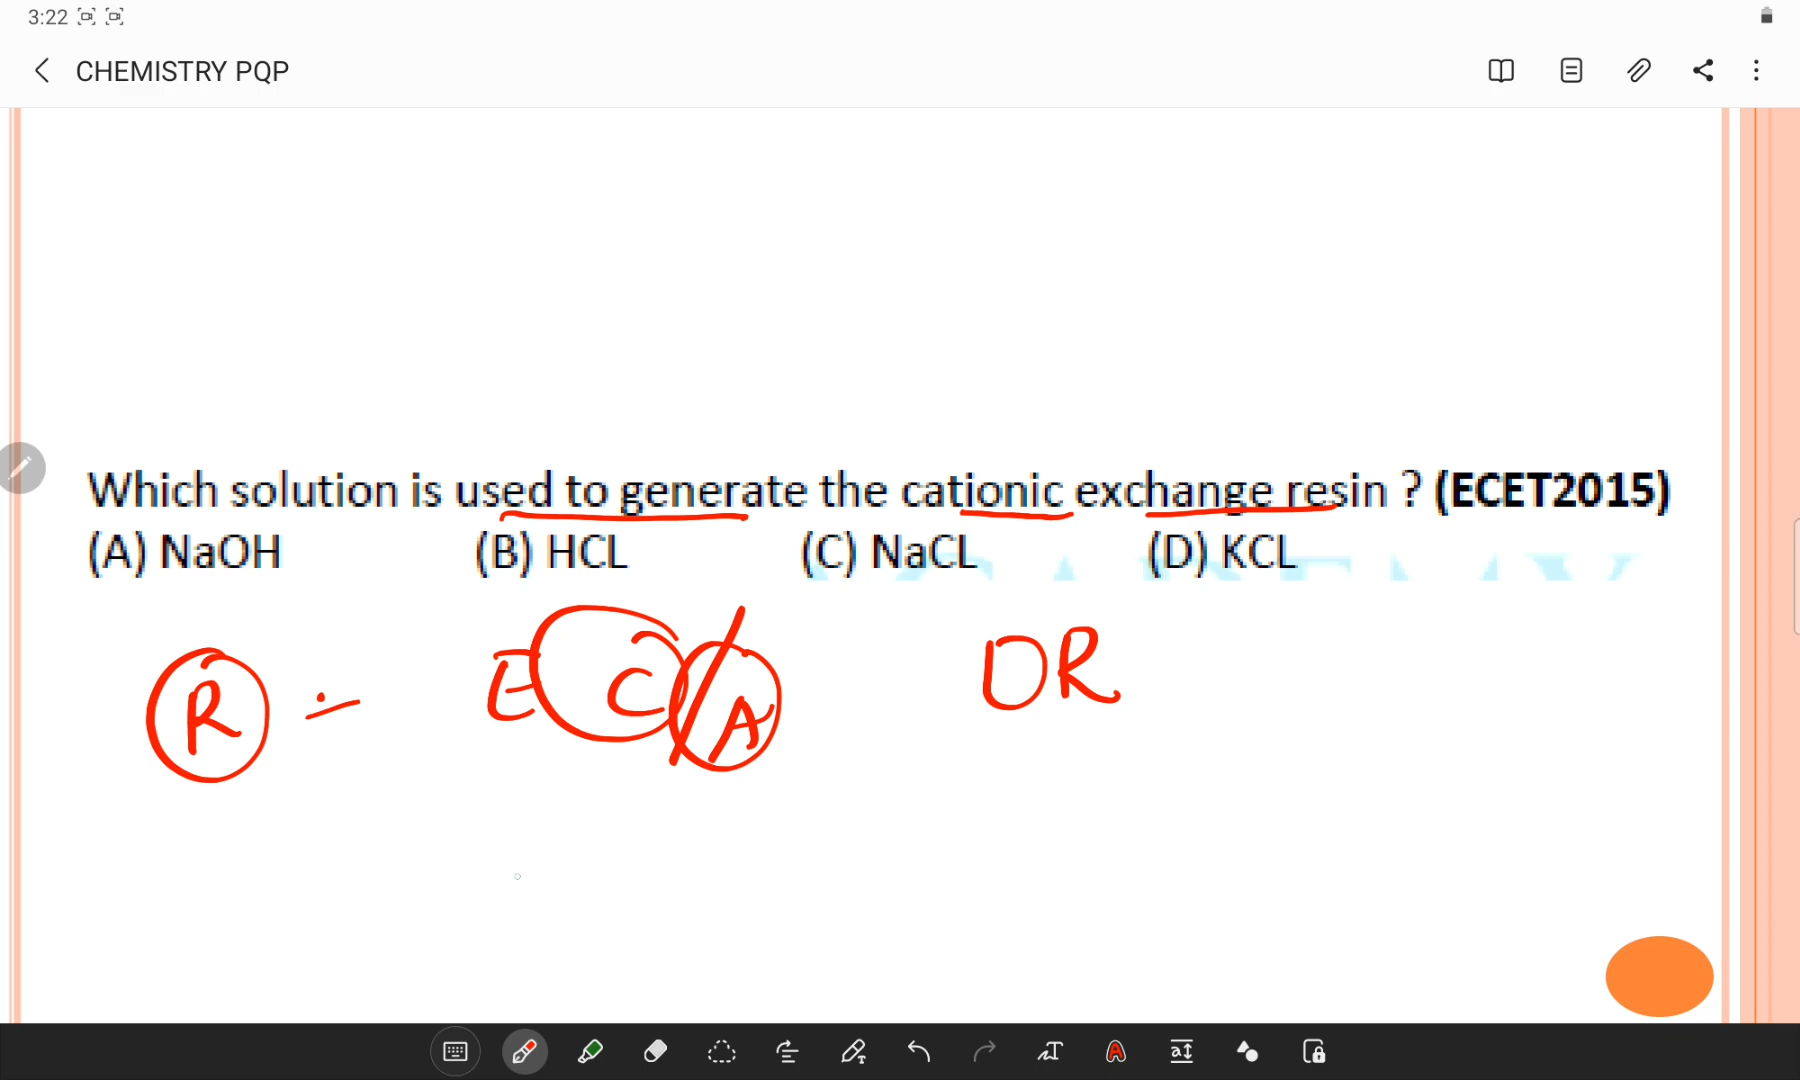 3:22
CHEMISTRY PQP
Which solution is used to generate the cationic exchange resin ? (ECET2015)
(A) NaOH (B) HCL (C) NaCL (D) KCL
R ÷ E C / A OR